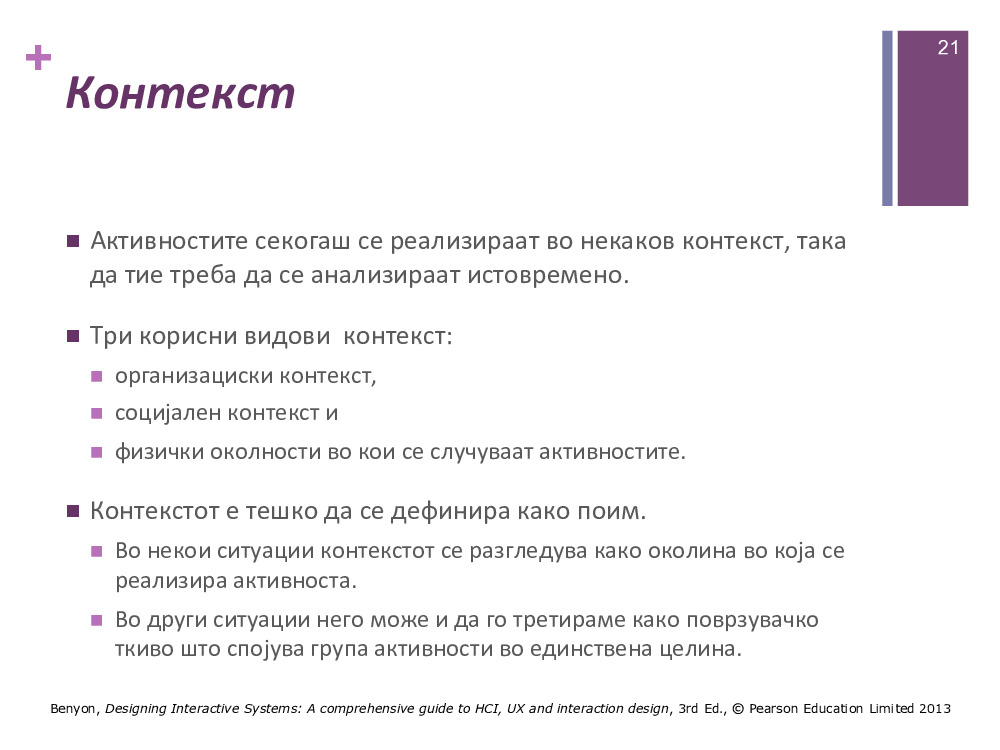 21
Контекст
Активностите секогаш се реализираат во некаков контекст, така
да тие треба да се анализираат истовремено.
Три корисни видови  контекст:
организациски контекст,
социјален контекст и
физички околности во кои се случуваат активностите.
Контекстот е тешко да се дефинира како поим.
Во некои ситуации контекстот се разгледува како околина во која се
реализира активноста.
Во други ситуации него може и да го третираме како поврзувачко
ткиво што спојува група активности во единствена целина.
Benyon, Designing Interactive Systems: A comprehensive guide to HCI, UX and interaction design, 3rd Ed., © Pearson Education Limited 2013